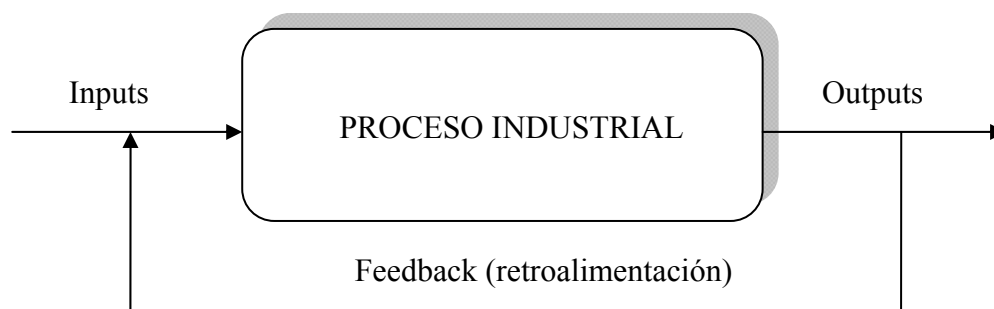 Inputs
Outputs
PROCESO INDUSTRIAL
Feedback (retroalimentación)